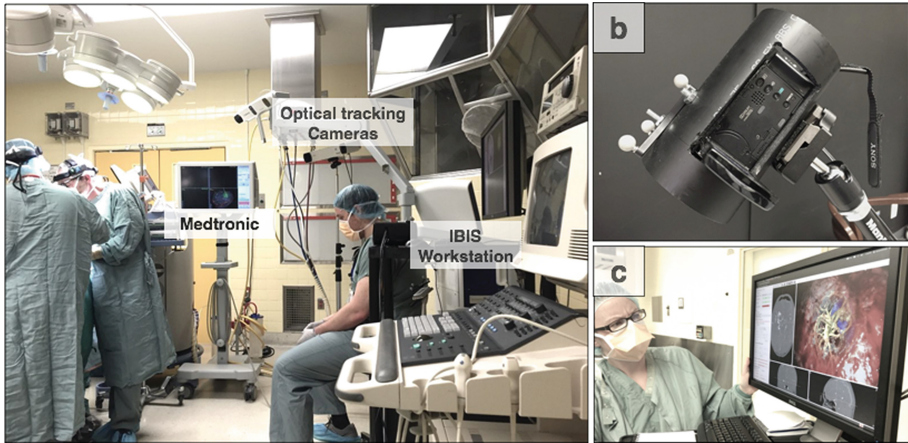 Optical tracking
Cameras
Medtronic
IBIS
Workstation
b
SONY
c